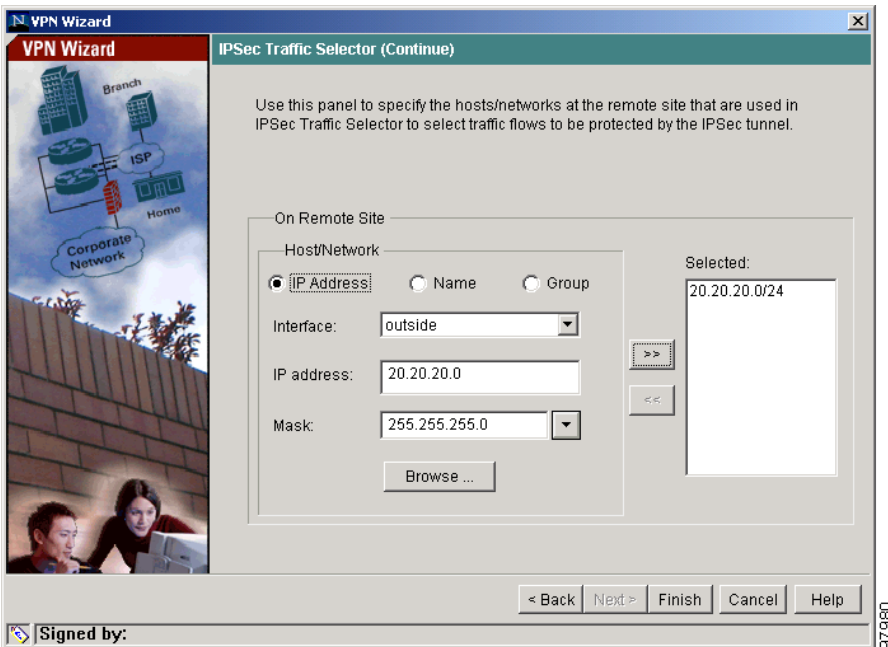 N VPN Wizard
VPN Wizard
IPSec Traffic Selector (Continue)
Branch
ISP
Home
Corporate
Network
Use this panel to specify the hosts/networks at the remote site that are used in
IPSec Traffic Selector to select traffic flows to be protected by the IPSec tunnel.
On Remote Site
Host/Network
IP Address Name Group
Interface: outside
IP address: 20.20.20.0
Mask: 255.255.255.0
Browse ...
>>
<<
Selected:
20.20.20.0/24
< Back Next > Finish Cancel Help
Signed by:
97980